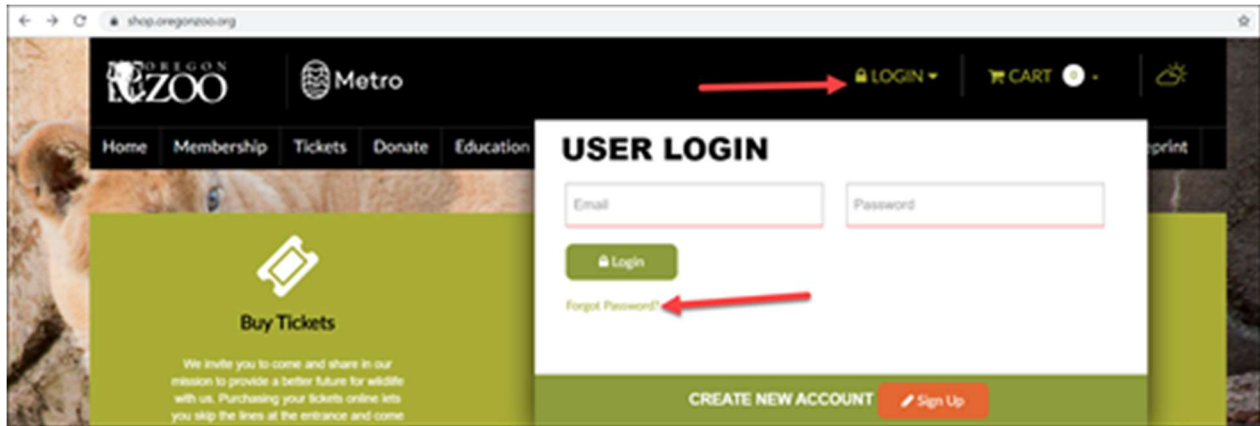 shop.oregonzoo.org
OREGON
ZOO
Metro
LOGIN
CART 0
Home Membership Tickets Donate Education
USER LOGIN
Email Password
Login
Forgot Password?
Buy Tickets
We invite you to come and share in our
mission to provide a better future for wildlife
with us. Purchasing your tickets online lets
you skip the lines at the entrance and come
CREATE NEW ACCOUNT Sign Up